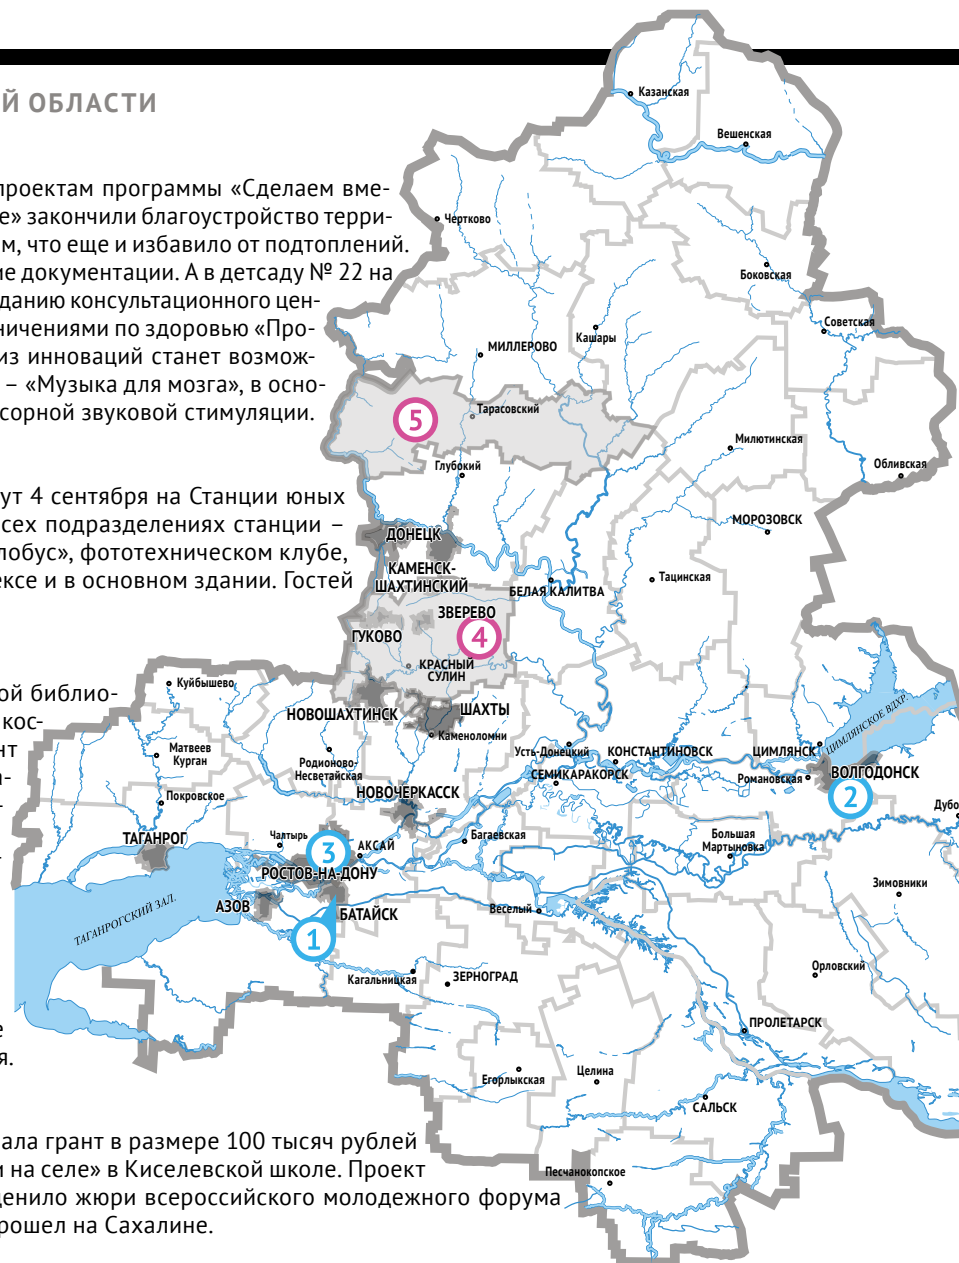 Й ОБЛАСТИ
проектам программы «Сделаем вме-
е» закончили благоустройство терри-
м, что еще и избавило от подтоплений.
ие документации. А в детсаду № 22 на
данию консультационного цен-
ничениями по здоровью «Про-
из инноваций станет возмож-
– «Музыка для мозга», в осно-
сорной звуковой стимуляции.
ут 4 сентября на Станции юных
сех подразделениях станции –
лобус», фототехническом клубе,
ексе и в основном здании. Гостей
ой библио-
кос-
нт
а-
-
е
я.
ала грант в размере 100 тысяч рублей
и на селе» в Киселевской школе. Проект
ценило жюри всероссийского молодежного форума
рошел на Сахалине.
Казанская
Вешенская
Чертково
Боковская
Советская
Кашары
МИЛЛЕРОВО
Тарасовский
5
Милютинская
Глубокий
Обливская
МОРОЗОВСК
ДОНЕЦК
КАМЕНСК-
ШАХТИНСКИЙ
Тацинская
БЕЛАЯ КАЛИТВА
ЗВЕРЕВО
ГУКОВО
4
КРАСНЫЙ
СУЛИН
Куйбышево
НОВОШАХТИНСК
ШАХТЫ
Каменоломни
ЦИМЛЯНСКОЕ ВДХР.
Матвеев
Курган
Родионово-
Несветайская
Усть-Донецкий
КОНСТАНТИНОВСК
ЦИМЛЯНСК
СЕМИКАРАКОРСК
Романовская
ВОЛГОДОНСК
2
Покровское
НОВОЧЕРКАССК
Дубо
ТАГАНРОГ
Чалтырь
3
АКСАЙ
Багаевская
Большая
Мартыновка
РОСТОВ-НА-ДОНУ
Зимовники
ТАГАНРОГСКИЙ ЗАЛ.
АЗОВ
БАТАЙСК
Веселый
1
Кагальницкая
ЗЕРНОГРАД
Орловский
ПРОЛЕТАРСК
Егорлыкская
Целина
САЛЬСК
Песчанокопское